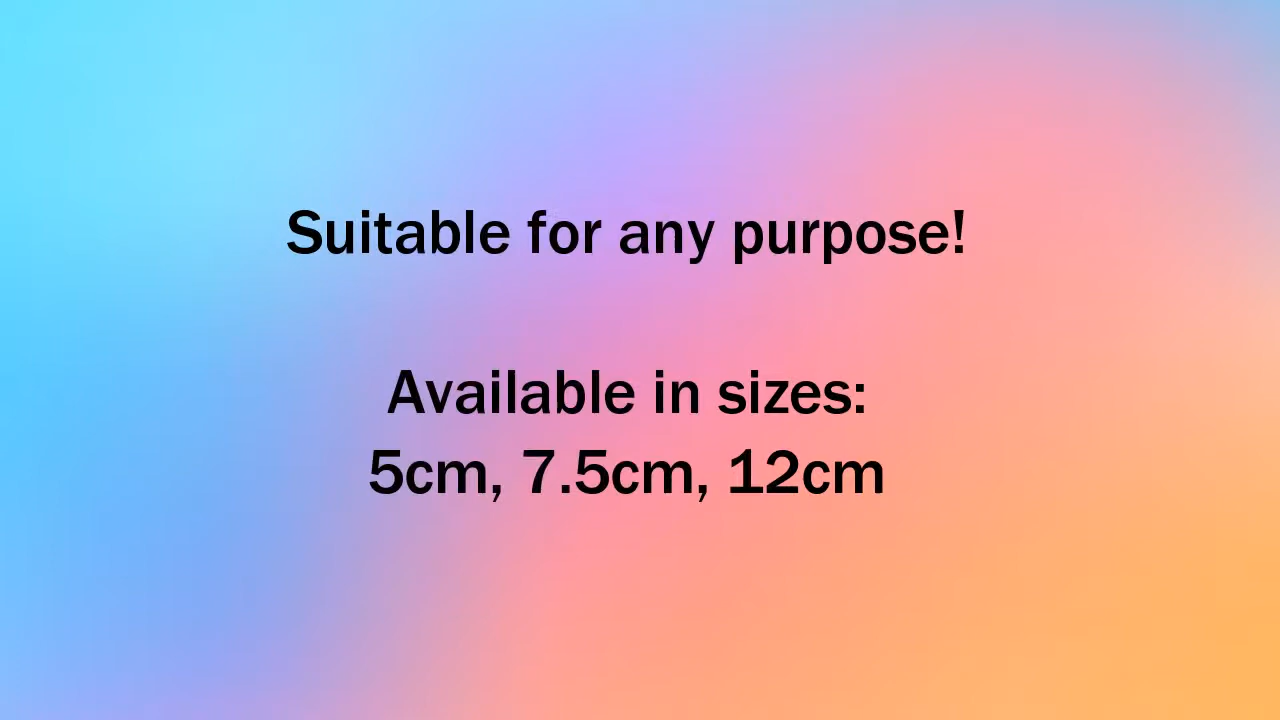 Suitable for any purpose!
Available in sizes:
5cm, 7.5cm, 12cm